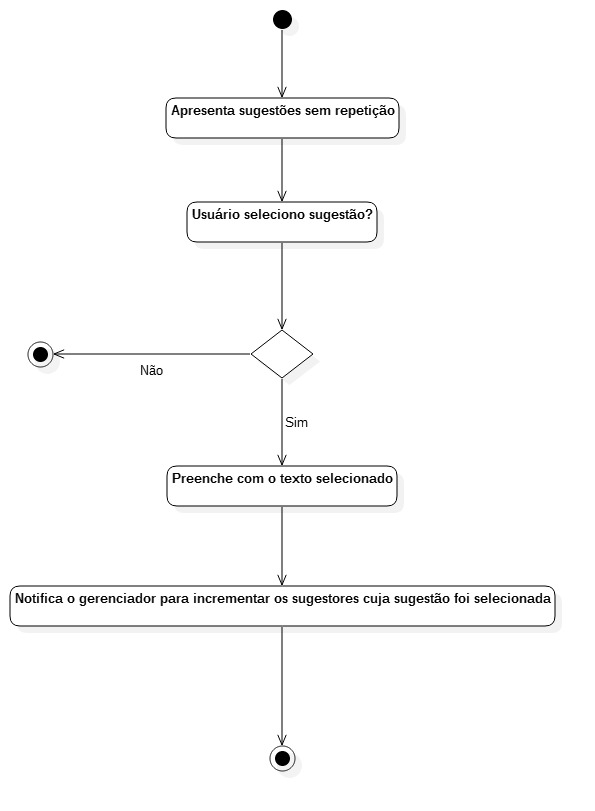 Apresenta sugestões sem repetição
Usuário seleciono sugestão?
Não
Sim
Preenche com o texto selecionado
Notifica o gerenciador para incrementar os sugestores cuja sugestão foi selecionada